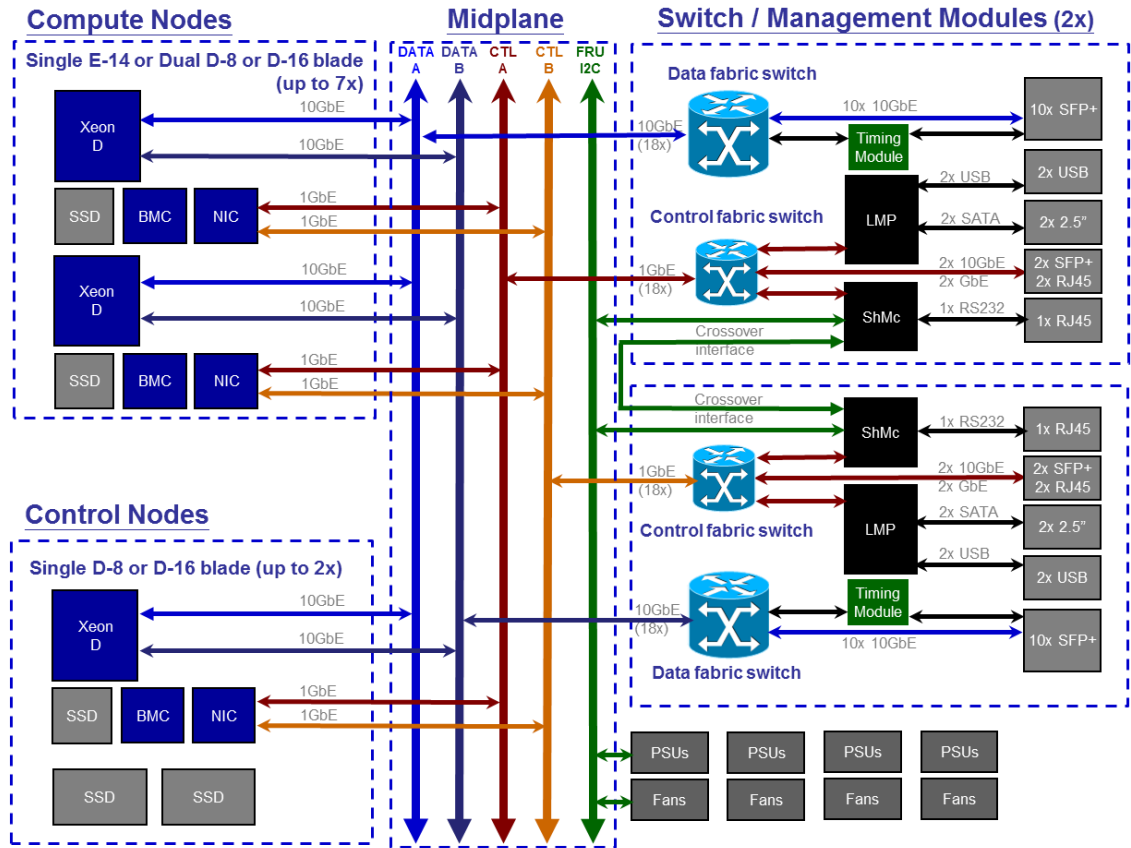 Compute Nodes
Single E-14 or Dual D-8 or D-16 blade
(up to 7x)
Xeon
D
10GbE
10GbE
SSD
BMC
NIC
1GbE
1GbE
Xeon
D
10GbE
10GbE
SSD
BMC
NIC
1GbE
1GbE
Control Nodes
Single D-8 or D-16 blade (up to 2x)
Xeon
D
10GbE
10GbE
SSD
BMC
NIC
1GbE
1GbE
SSD
SSD
Midplane
DATA
A
DATA
B
CTL
A
CTL
B
FRU
I2C
Switch / Management Modules (2x)
Data fabric switch
10GbE
(18x)
10x 10GbE
10x SFP+
Timing
Module
2x USB
2x USB
LMP
2x SATA
2x 2.5"
Control fabric switch
1GbE
(18x)
2x 10GbE
2x GbE
2x SFP+
2x RJ45
ShMc
1x RS232
1x RJ45
Crossover
interface
Crossover
interface
ShMc
1x RS232
1x RJ45
1GbE
(18x)
2x 10GbE
2x GbE
2x SFP+
2x RJ45
Control fabric switch
LMP
2x SATA
2x 2.5"
2x USB
2x USB
10GbE
(18x)
Timing
Module
10x 10GbE
10x SFP+
Data fabric switch
PSUs
PSUs
PSUs
PSUs
Fans
Fans
Fans
Fans